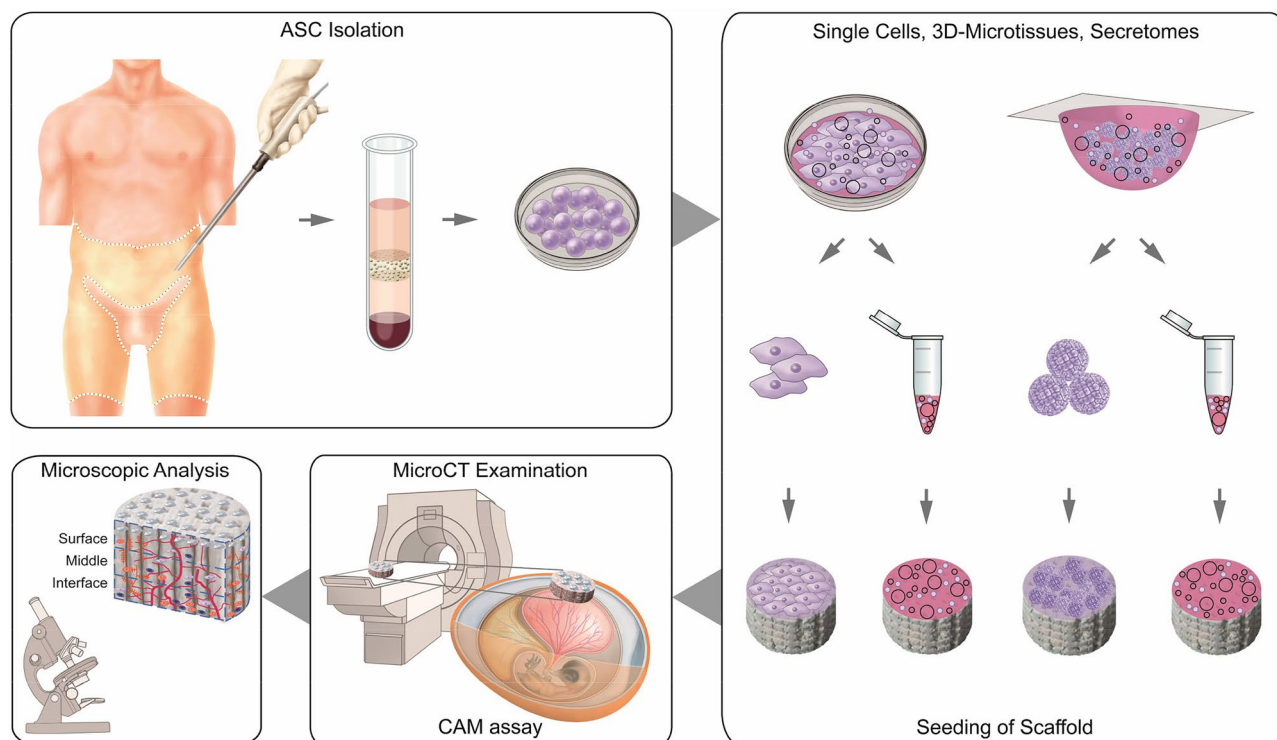 ASC Isolation
Single Cells, 3D-Microtissues, Secretomes
Seeding of Scaffold
MicroCT Examination
CAM assay
Microscopic Analysis
Surface
Middle
Interface